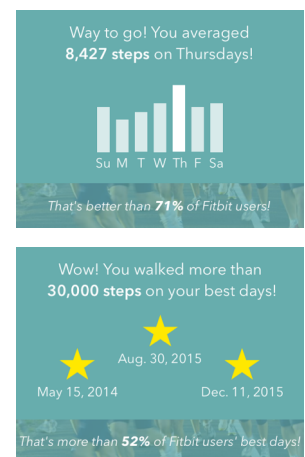 Way to go! You averaged
8,427 steps on Thursdays!
Su M T W Th F Sa
That's better than 71% of Fitbit users!
Wow! You walked more than
30,000 steps on your best days!
Aug. 30, 2015
May 15, 2014 Dec. 11, 2015
That's more than 52% of Fitbit users' best days!